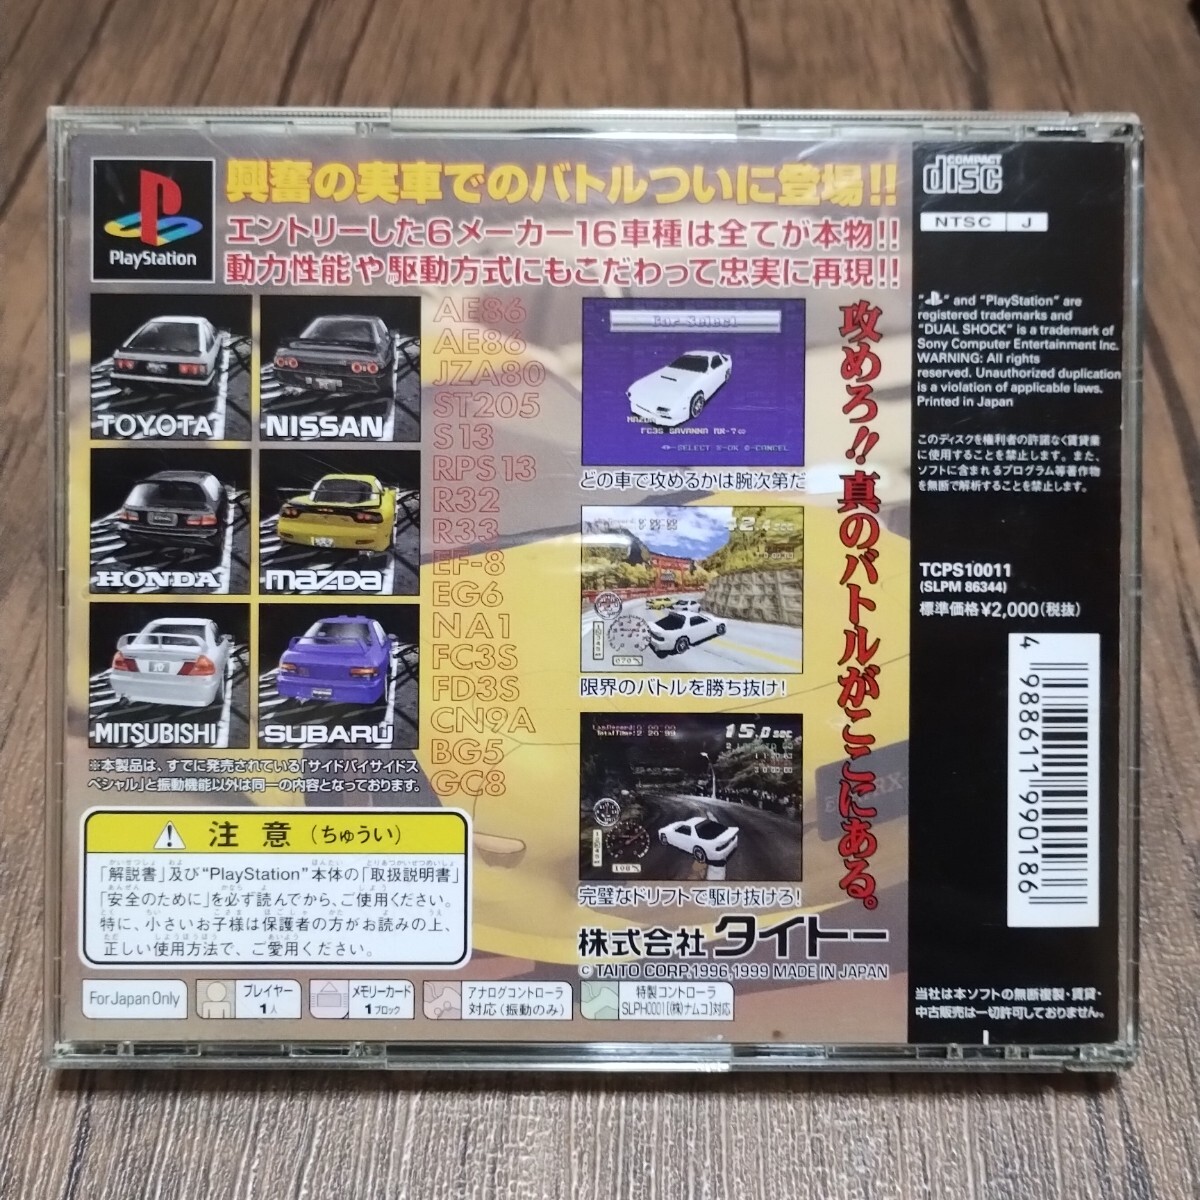 PlayStation
興奮の実車でのバトルついに登場!!
エントリーした6メーカー16車種は全てが本物!!
動力性能や駆動方式にもこだわって忠実に再現!!
TOYOTA
NISSAN
HONDA
mazda
MITSUBISHI
SUBARU
AE86
AE86
JZA80
ST205
S13
RPS13
R32
R33
EF-8
EG6
NA1
FC3S
FD3S
CN9A
BG5
GC8
Car Select
MAZDA
FC3S SAVANNA RX-7∞
SELECT ○-OK ×-CANCEL
どの車で攻めるかは腕次第だ
42.4sec
070%
限界のバトルを勝ち抜け!
15.0sec
108%
完璧なドリフトで駆け抜けろ!
攻めろ!!真のバトルがここにある。
※本製品は、すでに発売されている「サイドバイサイドス
ペシャル」と振動機能以外は同一の内容となっております。
注意(ちゅうい)
「解説書」及び“PlayStation”本体の「取扱説明書」
「安全のために」を必ず読んでから、ご使用ください。
特に、小さいお子様は保護者の方がお読みの上、
正しい使用方法で、ご愛用ください。
株式会社タイトー
© TAITO CORP,1996,1999 MADE IN JAPAN
For Japan Only
プレイヤー
1人
メモリーカード
1ブロック
アナログコントローラ
対応(振動のみ)
特製コントローラ
SLPH0001[(株)ナムコ]対応
COMPACT
disc
NTSC J
“ ” and “PlayStation” are
registered trademarks and
“DUAL SHOCK” is a trademark of
Sony Computer Entertainment Inc.
WARNING: All rights
reserved. Unauthorized duplication
is a violation of applicable laws.
Printed in Japan
このディスクを権利者の許諾なく賃貸業
に使用することを禁止します。また、
ソフトに含まれるプログラム等著作物
を無断で解析することを禁止します。
TCPS10011
(SLPM 86344)
標準価格¥2,000(税抜)
4 988611 990186
当社は本ソフトの無断複製・賃貸・
中古販売は一切許可しておりません。